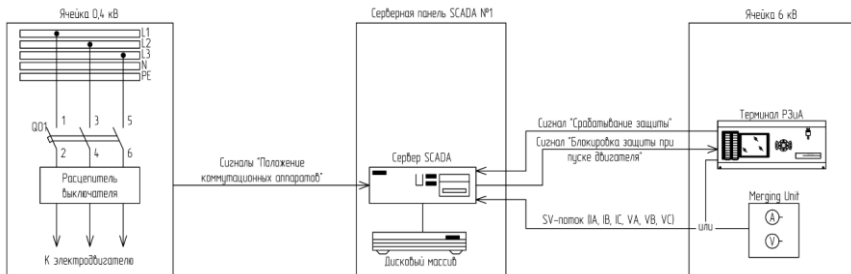 Ячейка 0,4 кВ
L1
L2
L3
N
PE
1
3
5
Q01
2
4
6
Расцепитель
выключателя
К электродвигателю
Сигналы "Положение
коммутационных аппаратов"
Серверная панель SCADA №1
Сервер SCADA
Дисковый массив
Сигнал "Срабатывание защиты"
Сигнал "Блокировка защиты при
пуске двигателя"
SV-поток (IA, IB, IC, VA, VB, VC)
или
Ячейка 6 кВ
Терминал РЗиА
Merging Unit
A
V